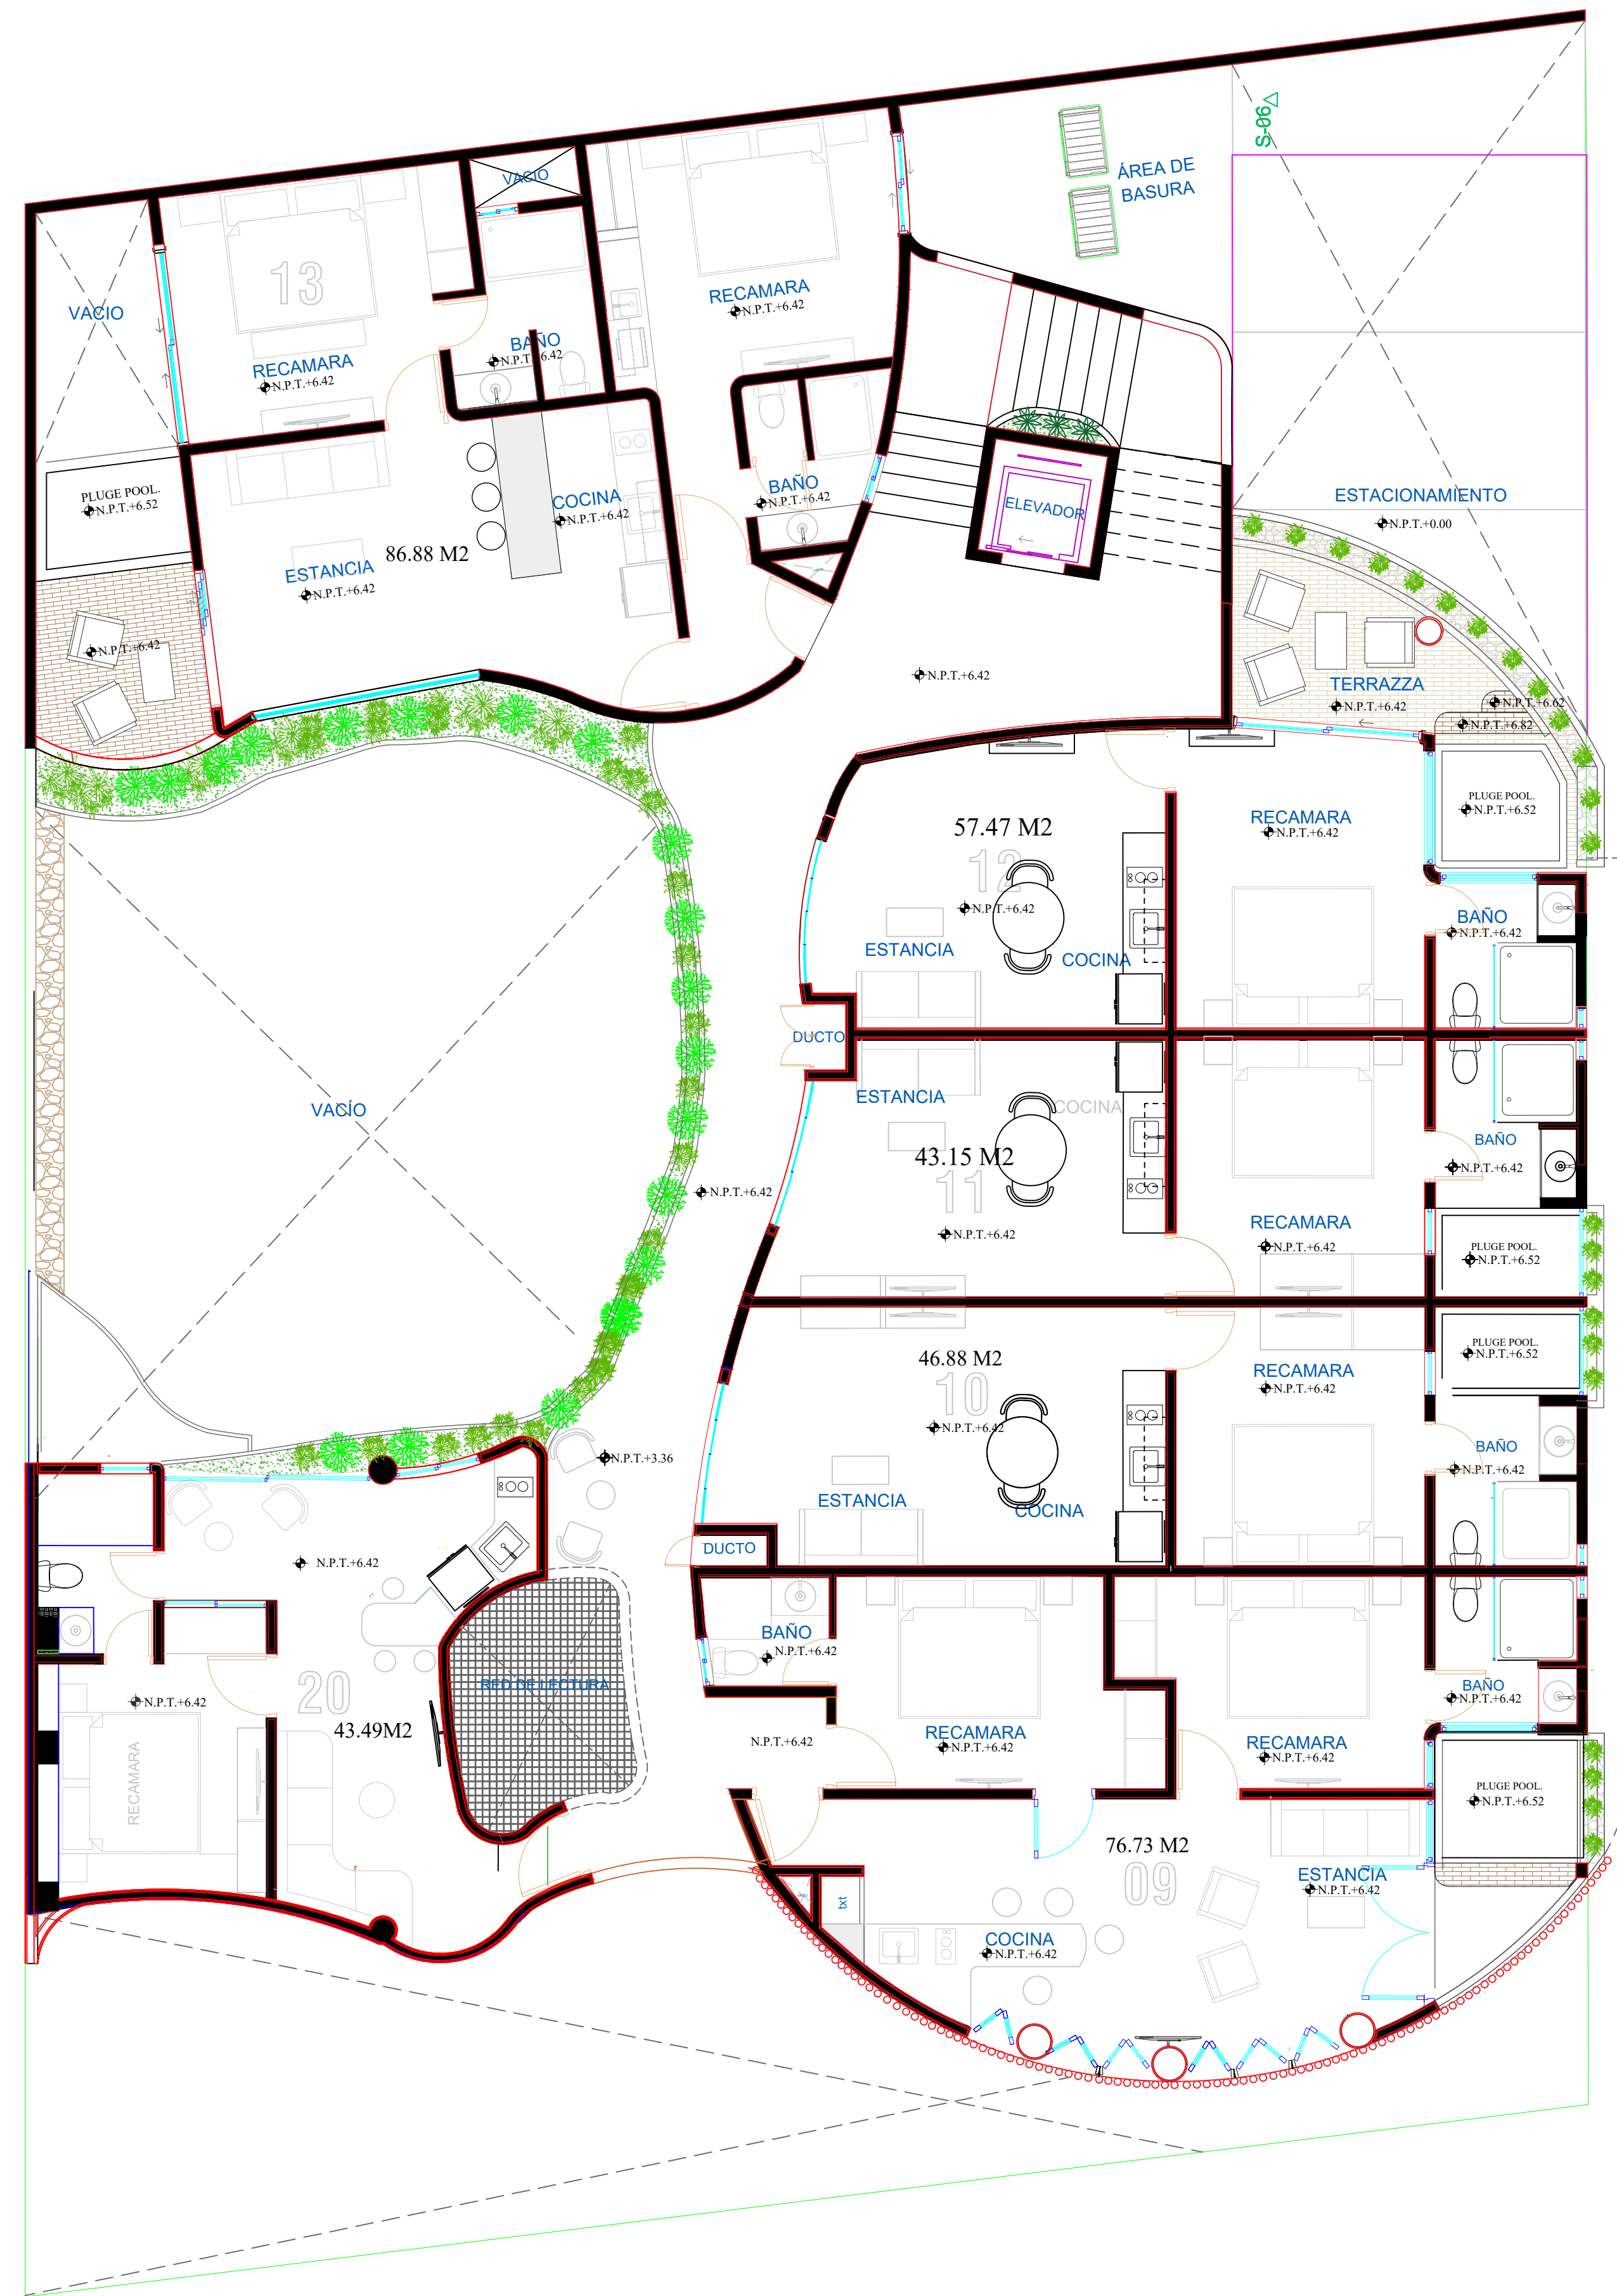 ▽90-S
ÁREA DE
BASURA
VACIO
13
VACIO
RECAMARA
N.P.T.+6.42
BAÑO
N.P.T.+6.42
RECAMARA
N.P.T.+6.42
PLUGE POOL.
N.P.T.+6.52
COCINA
N.P.T.+6.42
BAÑO
N.P.T.+6.42
ELEVADOR
ESTACIONAMIENTO
N.P.T.+0.00
86.88 M2
ESTANCIA
N.P.T.+6.42
N.P.T.+6.42
N.P.T.+6.42
TERRAZZA
N.P.T.+6.42
N.P.T.+6.62
N.P.T.+6.82
57.47 M2
12
N.P.T.+6.42
ESTANCIA
COCINA
RECAMARA
N.P.T.+6.42
PLUGE POOL.
N.P.T.+6.52
BAÑO
N.P.T.+6.42
DUCTO
VACÍO
ESTANCIA
COCINA
43.15 M2
11
N.P.T.+6.42
N.P.T.+6.42
BAÑO
N.P.T.+6.42
RECAMARA
N.P.T.+6.42
PLUGE POOL.
N.P.T.+6.52
46.88 M2
10
N.P.T.+6.42
RECAMARA
N.P.T.+6.42
PLUGE POOL.
N.P.T.+6.52
N.P.T.+3.36
ESTANCIA
COCINA
BAÑO
N.P.T.+6.42
DUCTO
N.P.T.+6.42
BAÑO
N.P.T.+6.42
RED DE LECTURA
N.P.T.+6.42
20
43.49M2
RECAMARA
N.P.T.+6.42
RECAMARA
N.P.T.+6.42
RECAMARA
N.P.T.+6.42
BAÑO
N.P.T.+6.42
PLUGE POOL.
N.P.T.+6.52
76.73 M2
09
ESTANCIA
N.P.T.+6.42
txt
COCINA
N.P.T.+6.42